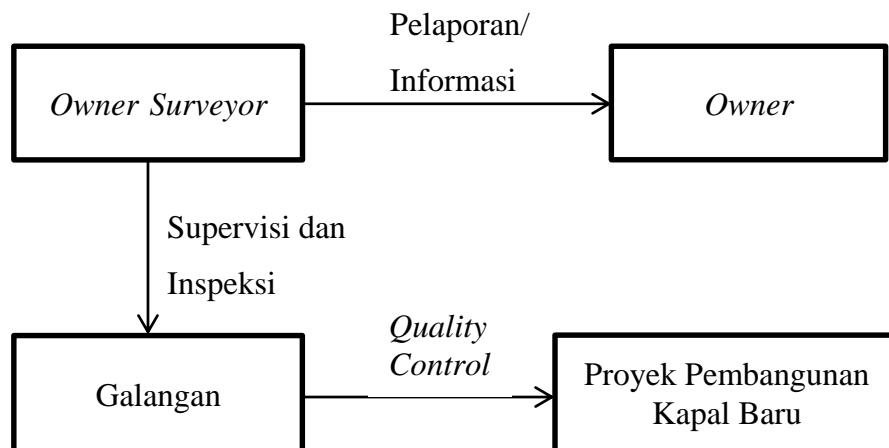 Pelaporan/
Informasi
Owner Surveyor
Owner
Supervisi dan
Inspeksi
Quality
Control
Galangan
Proyek Pembangunan
Kapal Baru